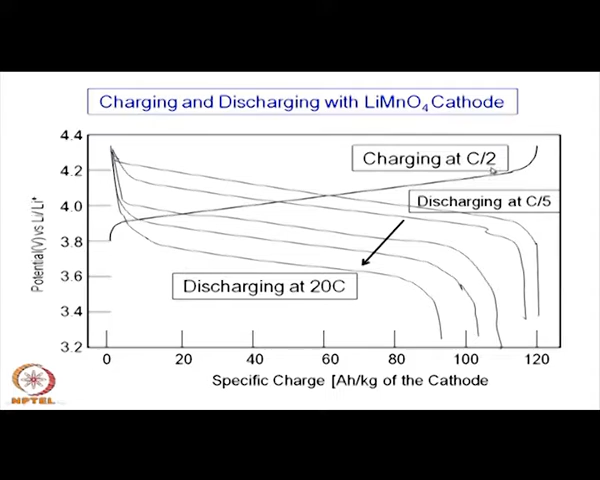 Charging and Discharging with LiMnO4 Cathode
4.4
4.2
4.0
3.8
3.6
3.4
3.2
Potential(V) vs Li/ Li+
Charging at C/2
Discharging at C/5
Discharging at 20C
0
20
40
60
80
100
120
Specific Charge [Ah/kg of the Cathode
NPTEL